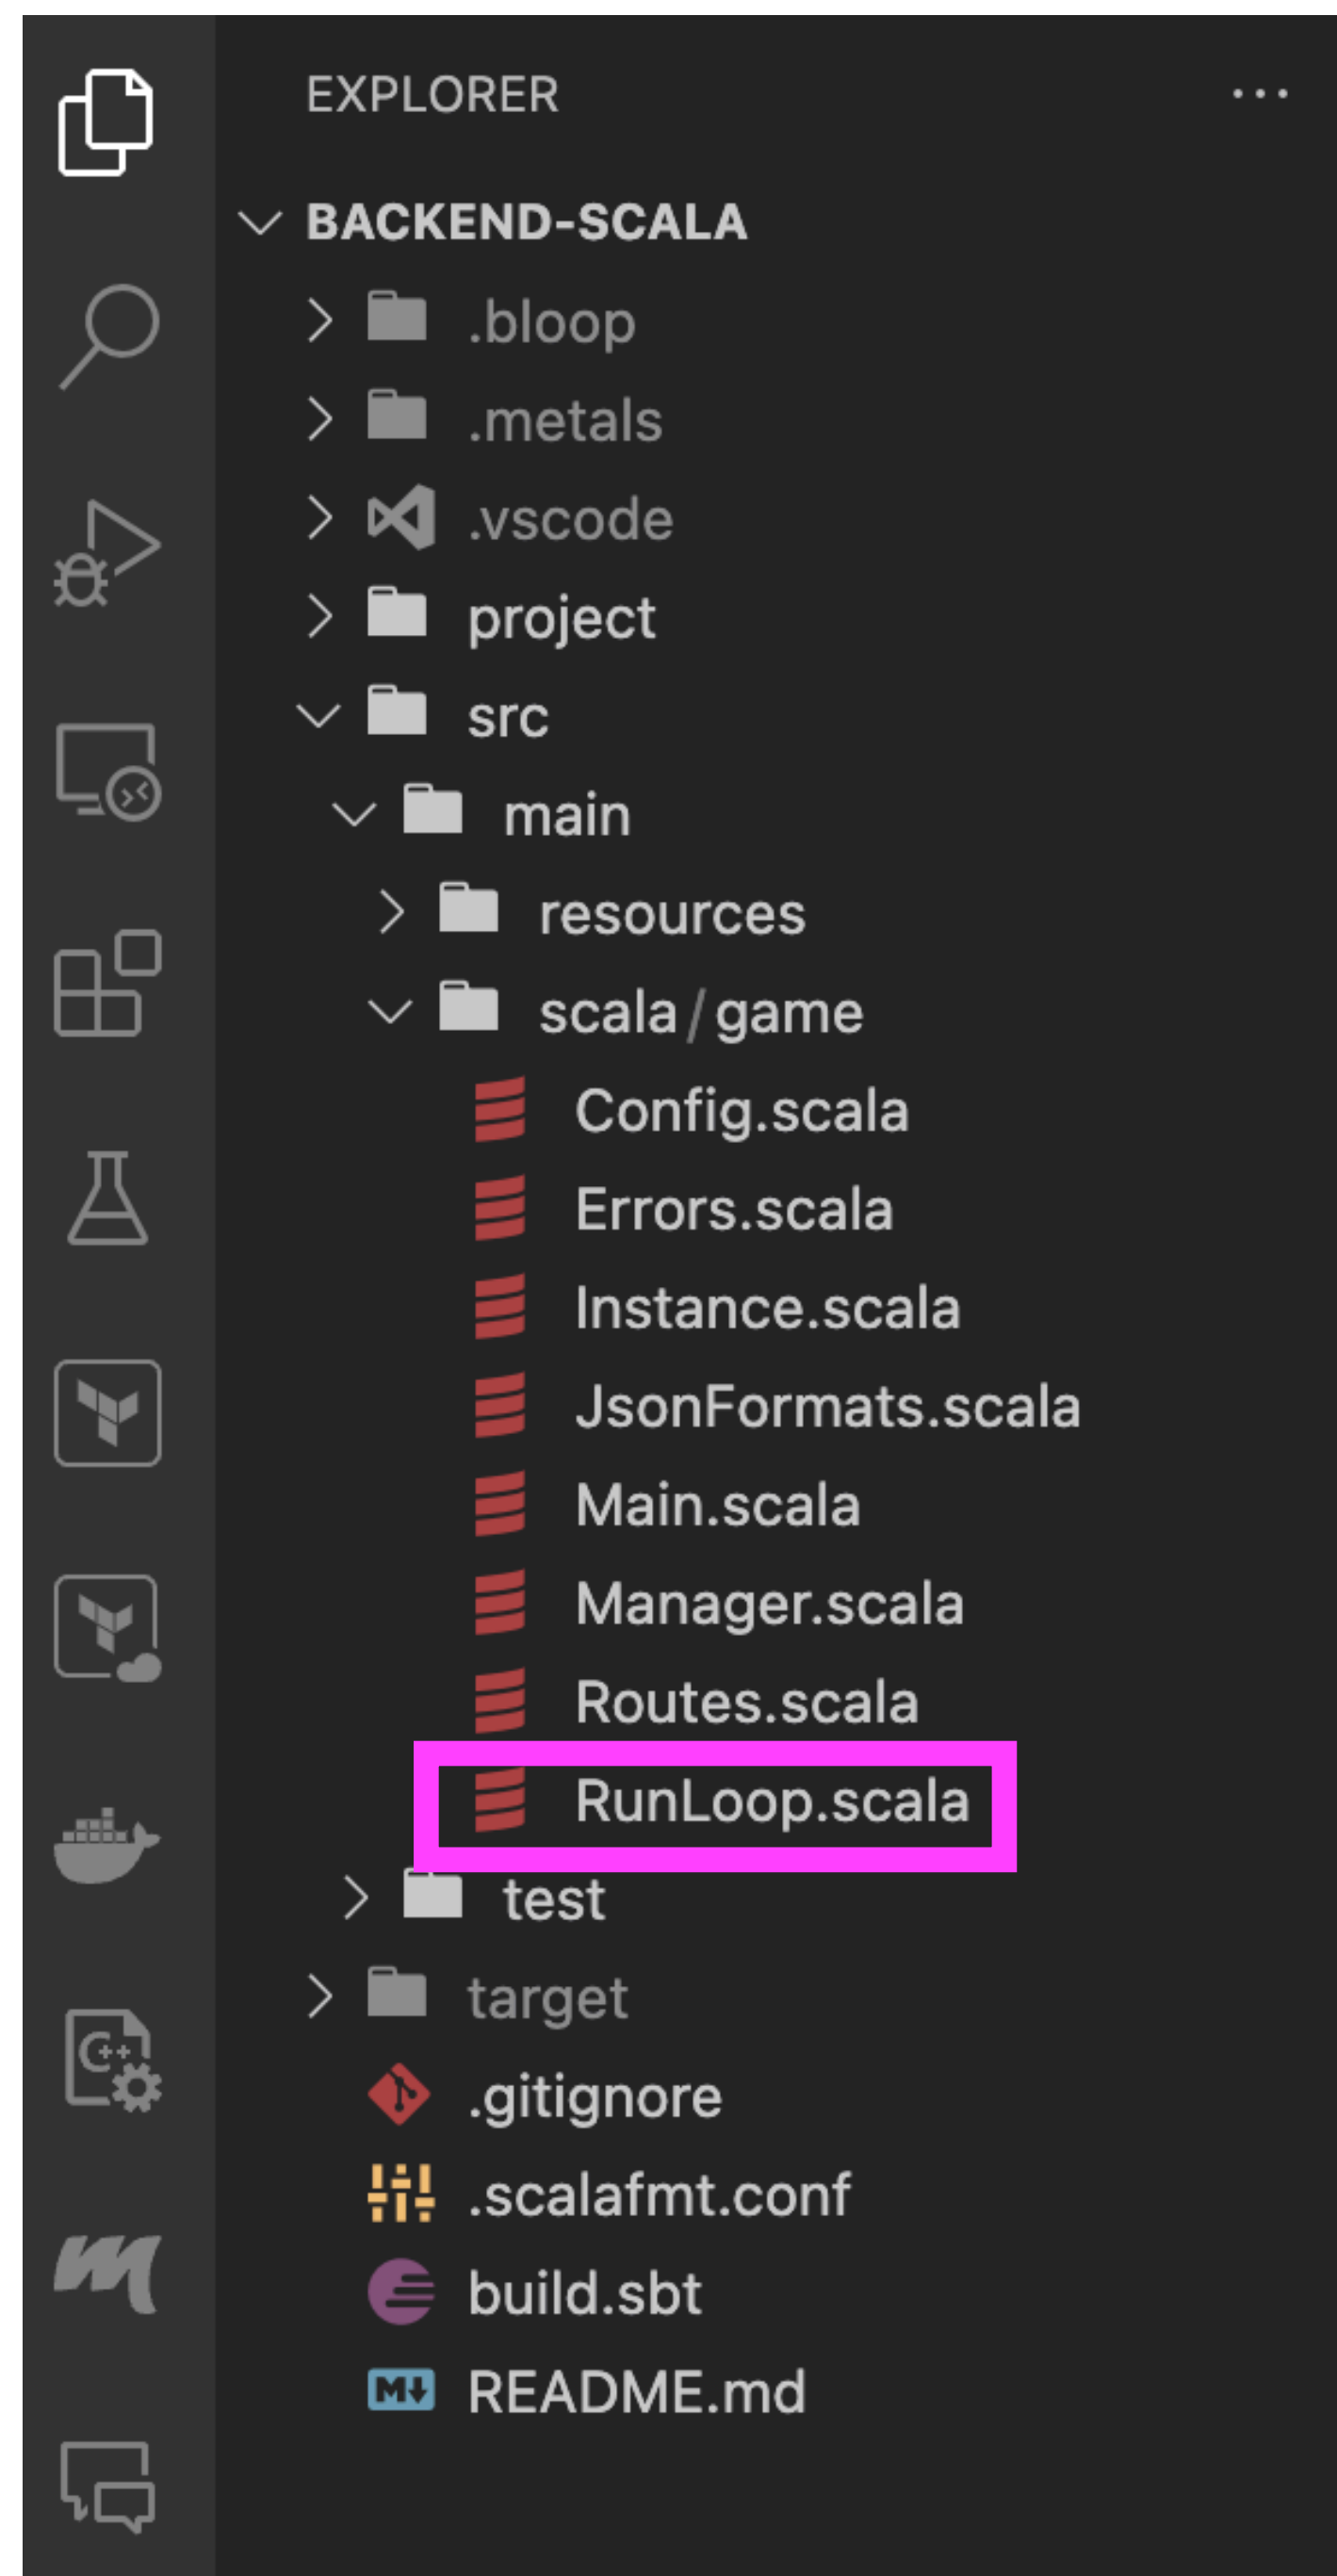 EXPLORER
BACKEND-SCALA
.bloop
.metals
.vscode
project
src
main
resources
scala/game
Config.scala
Errors.scala
Instance.scala
JsonFormats.scala
Main.scala
Manager.scala
Routes.scala
RunLoop.scala
test
target
.gitignore
.scalafmt.conf
build.sbt
README.md